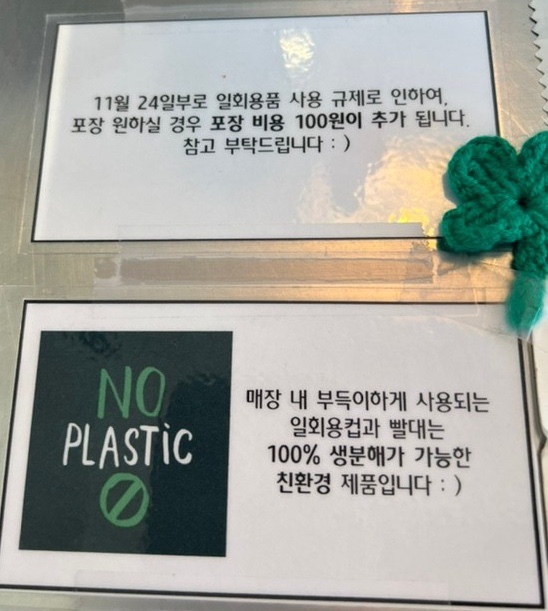 11월 24일부로 일회용품 사용 규제로 인하여,
포장 원하실 경우 포장 비용 100원이 추가 됩니다.
참고 부탁드립니다 : )
NO
PLASTiC
매장 내 부득이하게 사용되는
일회용컵과 빨대는
100% 생분해가 가능한
친환경 제품입니다 : )